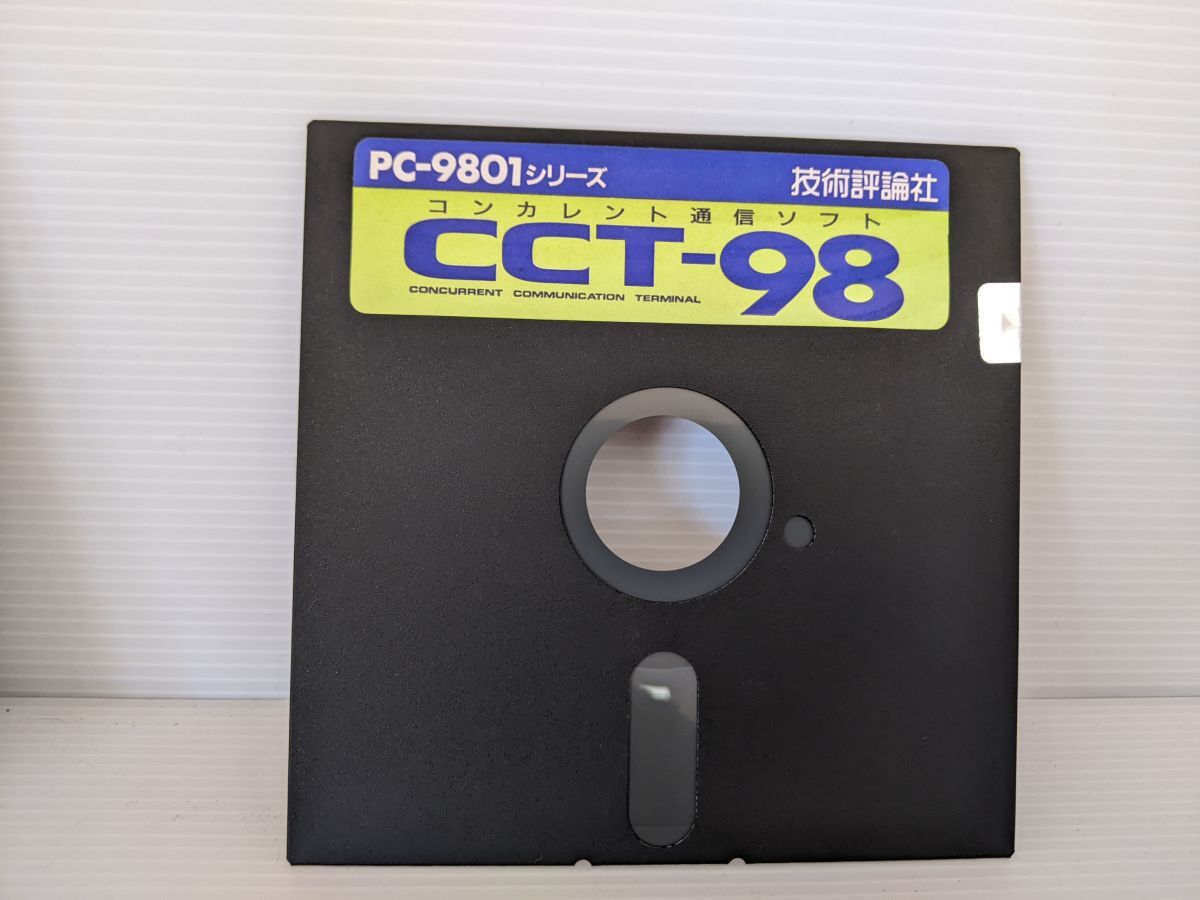 PC-9801シリーズ 技術評論社
コンカレント通信ソフト
CCT-98
CONCURRENT COMMUNICATION TERMINAL